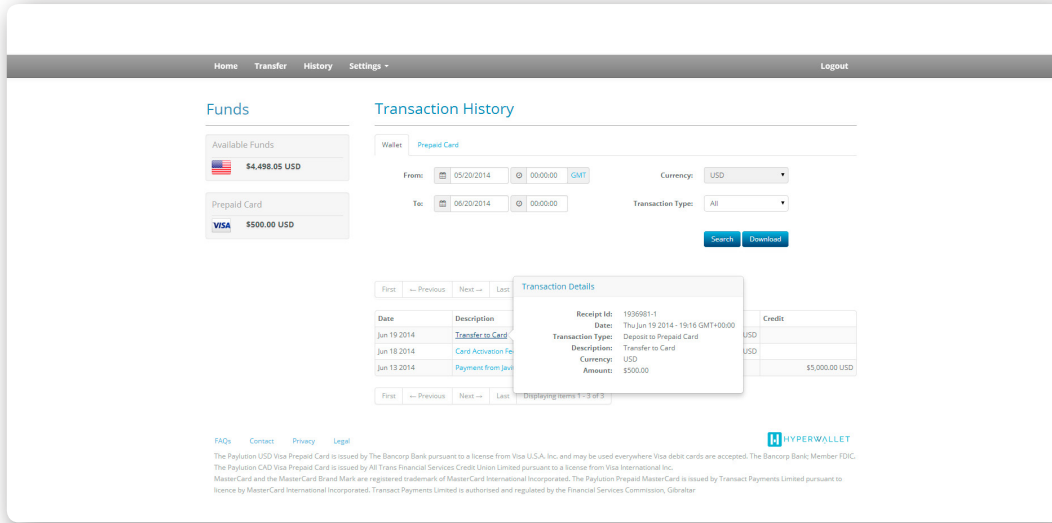 Home Transfer History Settings Logout
Funds
Available Funds
$4,498.05 USD
Prepaid Card
VISA $500.00 USD
Transaction History
Wallet Prepaid Card
From: 05/20/2014 00:00:00 GMT Currency: USD
To: 06/20/2014 00:00:00 Transaction Type: All
Search Download
First ← Previous Next → Last
Transaction Details
Receipt Id: 1936981-1
Date: Thu Jun 19 2014 - 19:16 GMT+00:00
Transaction Type: Deposit to Prepaid Card
Description: Transfer to Card
Currency: USD
Amount: $500.00
Date Description Credit
Jun 19 2014 Transfer to Card USD
Jun 18 2014 Card Activation Fee USD
Jun 13 2014 Payment from $5,000.00 USD
First ← Previous Next → Last Displaying items 1 - 3 of 3
FAQs Contact Privacy Legal
HYPERWALLET
The Paylution USD Visa Prepaid Card is issued by The Bancorp Bank pursuant to a license from Visa U.S.A. Inc. and may be used everywhere Visa debit cards are accepted. The Bancorp Bank; Member FDIC.
The Paylution CAD Visa Prepaid Card is issued by All Trans Financial Services Credit Union Limited pursuant to a license from Visa International Inc.
MasterCard and the MasterCard Brand Mark are registered trademark of MasterCard International Incorporated. The Paylution Prepaid MasterCard is issued by Transact Payments Limited pursuant to
licence by MasterCard International Incorporated. Transact Payments Limited is authorised and regulated by the Financial Services Commission, Gibraltar